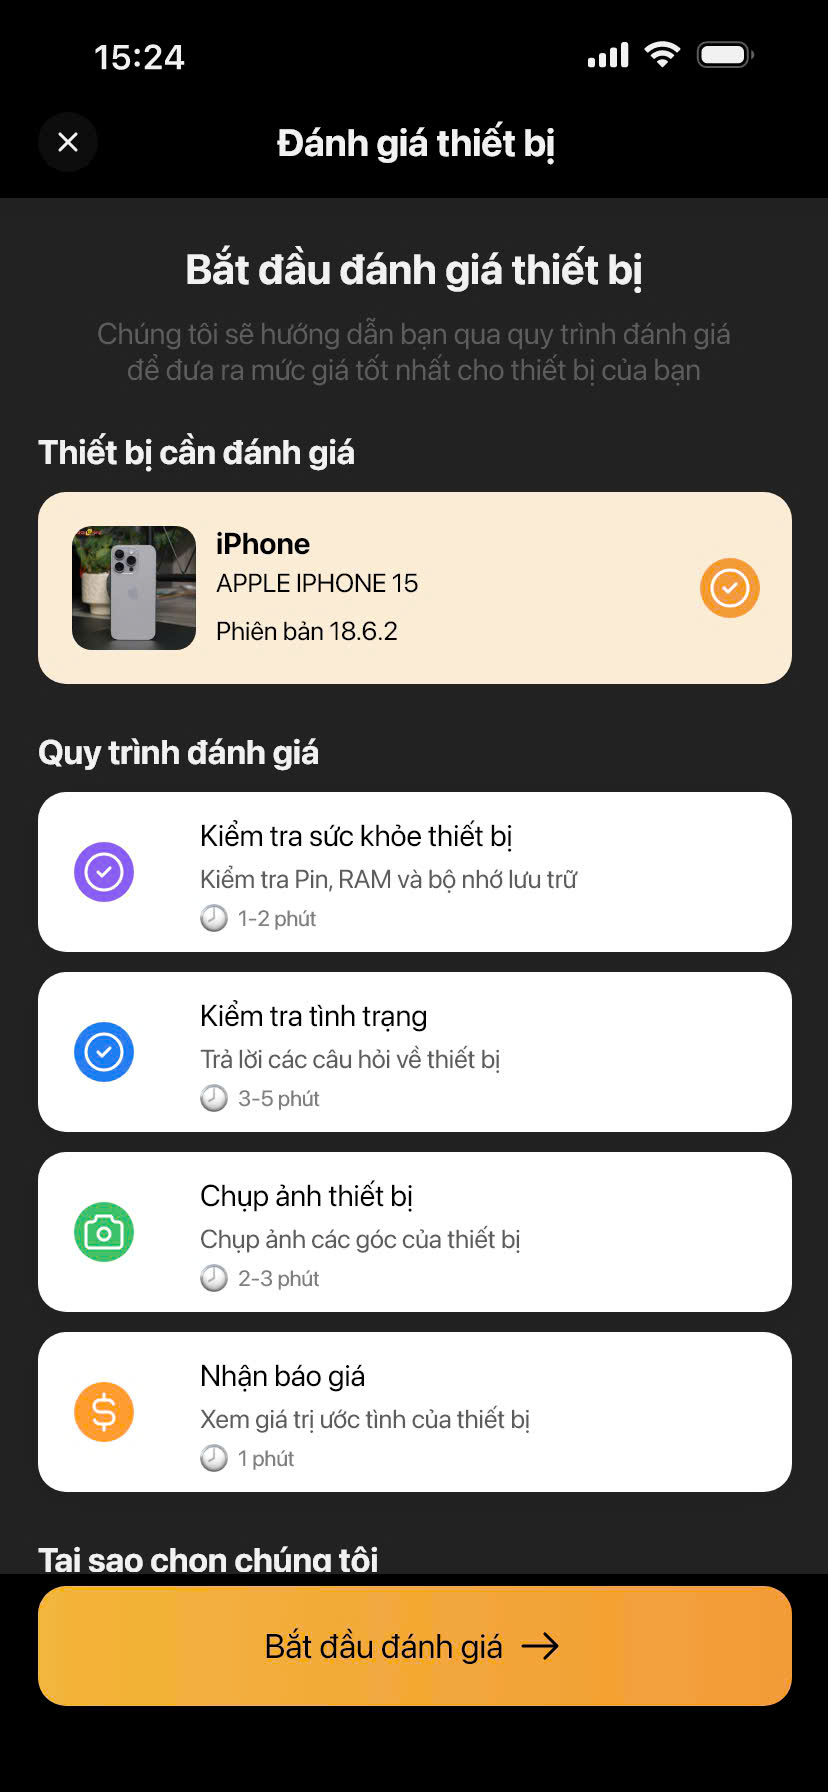 15:24
Đánh giá thiết bị
Bắt đầu đánh giá thiết bị
Chúng tôi sẽ hướng dẫn bạn qua quy trình đánh giá
để đưa ra mức giá tốt nhất cho thiết bị của bạn
Thiết bị cần đánh giá
iPhone
APPLE IPHONE 15
Phiên bản 18.6.2
Quy trình đánh giá
Kiểm tra sức khỏe thiết bị
Kiểm tra Pin, RAM và bộ nhớ lưu trữ
1-2 phút
Kiểm tra tình trạng
Trả lời các câu hỏi về thiết bị
3-5 phút
Chụp ảnh thiết bị
Chụp ảnh các góc của thiết bị
2-3 phút
Nhận báo giá
Xem giá trị ước tình của thiết bị
1 phút
Tại sao chọn chúng tôi
Bắt đầu đánh giá